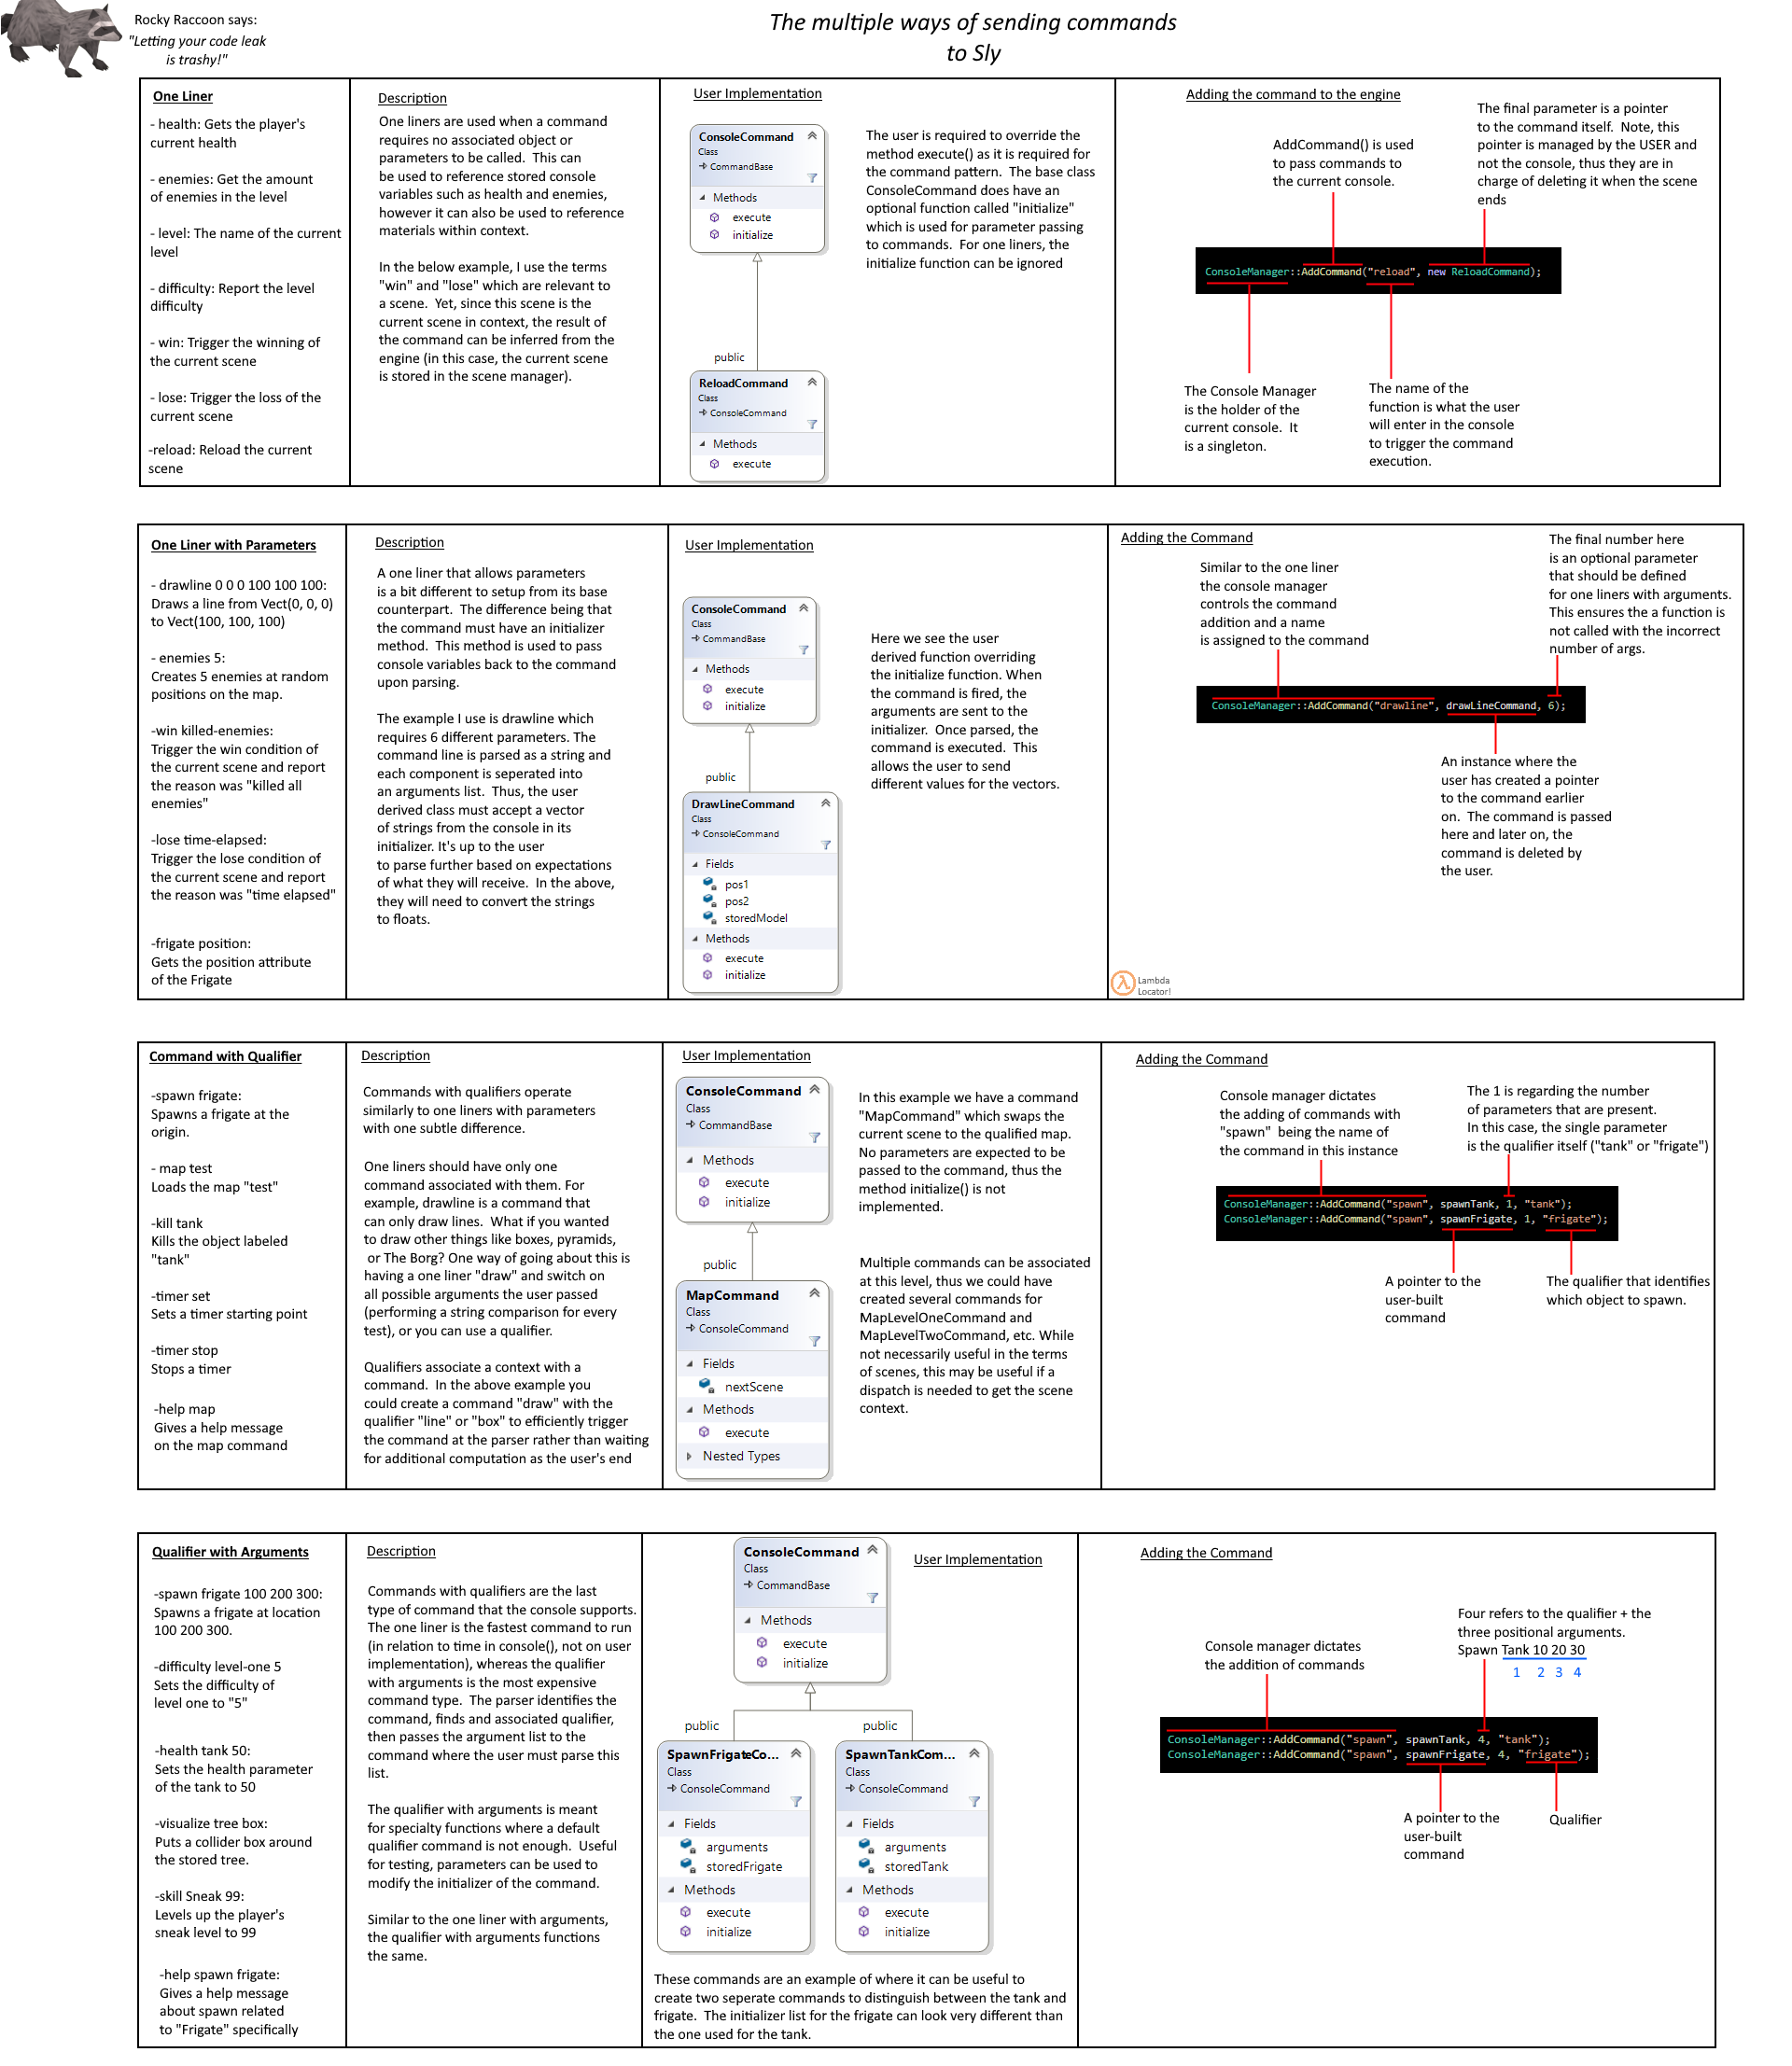 Rocky Raccoon says:
"Letting your code leak
is trashy!"
The multiple ways of sending commands
to Sly
One Liner
- health: Gets the player's
current health
- enemies: Get the amount
of enemies in the level
- level: The name of the current
level
- difficulty: Report the level
difficulty
- win: Trigger the winning of
the current scene
- lose: Trigger the loss of the
current scene
-reload: Reload the current
scene
Description
One liners are used when a command
requires no associated object or
parameters to be called.  This can
be used to reference stored console
variables such as health and enemies,
however it can also be used to reference
materials within context.
In the below example, I use the terms
"win" and "lose" which are relevant to
a scene.  Yet, since this scene is the
current scene in context, the result of
the command can be inferred from the
engine (in this case, the current scene
is stored in the scene manager).
User Implementation
ConsoleCommand
Class
CommandBase
Methods
execute
initialize
public
ReloadCommand
Class
ConsoleCommand
Methods
execute
The user is required to override the
method execute() as it is required for
the command pattern.  The base class
ConsoleCommand does have an
optional function called "initialize"
which is used for parameter passing
to commands.  For one liners, the
initialize function can be ignored
Adding the command to the engine
AddCommand() is used
to pass commands to
the current console.
The final parameter is a pointer
to the command itself.  Note, this
pointer is managed by the USER and
not the console, thus they are in
charge of deleting it when the scene
ends
ConsoleManager::AddCommand("reload", new ReloadCommand);
The Console Manager
is the holder of the
current console.  It
is a singleton.
The name of the
function is what the user
will enter in the console
to trigger the command
execution.
One Liner with Parameters
- drawline 0 0 0 100 100 100:
Draws a line from Vect(0, 0, 0)
to Vect(100, 100, 100)
- enemies 5:
Creates 5 enemies at random
positions on the map.
-win killed-enemies:
Trigger the win condition of
the current scene and report
the reason was "killed all
enemies"
-lose time-elapsed:
Trigger the lose condition of
the current scene and report
the reason was "time elapsed"
-frigate position:
Gets the position attribute
of the Frigate
Description
A one liner that allows parameters
is a bit different to setup from its base
counterpart.  The difference being that
the command must have an initializer
method.  This method is used to pass
console variables back to the command
upon parsing.
The example I use is drawline which
requires 6 different parameters. The
command line is parsed as a string and
each component is seperated into
an arguments list.  Thus, the user
derived class must accept a vector
of strings from the console in its
initializer. It's up to the user
to parse further based on expectations
of what they will receive.  In the above,
they will need to convert the strings
to floats.
User Implementation
ConsoleCommand
Class
CommandBase
Methods
execute
initialize
public
DrawLineCommand
Class
ConsoleCommand
Fields
pos1
pos2
storedModel
Methods
execute
initialize
Here we see the user
derived function overriding
the initialize function. When
the command is fired, the
arguments are sent to the
initializer.  Once parsed, the
command is executed.  This
allows the user to send
different values for the vectors.
Adding the Command
Similar to the one liner
the console manager
controls the command
addition and a name
is assigned to the command
The final number here
is an optional parameter
that should be defined
for one liners with arguments.
This ensures the a function is
not called with the incorrect
number of args.
ConsoleManager::AddCommand("drawline", drawLineCommand, 6);
An instance where the
user has created a pointer
to the command earlier
on.  The command is passed
here and later on, the
command is deleted by
the user.
λ Lambda
Locator!
Command with Qualifier
-spawn frigate:
Spawns a frigate at the
origin.
- map test
Loads the map "test"
-kill tank
Kills the object labeled
"tank"
-timer set
Sets a timer starting point
-timer stop
Stops a timer
-help map
Gives a help message
on the map command
Description
Commands with qualifiers operate
similarly to one liners with parameters
with one subtle difference.
One liners should have only one
command associated with them. For
example, drawline is a command that
can only draw lines.  What if you wanted
to draw other things like boxes, pyramids,
or The Borg? One way of going about this is
having a one liner "draw" and switch on
all possible arguments the user passed
(performing a string comparison for every
test), or you can use a qualifier.
Qualifiers associate a context with a
command.  In the above example you
could create a command "draw" with the
qualifier "line" or "box" to efficiently trigger
the command at the parser rather than waiting
for additional computation as the user's end
User Implementation
ConsoleCommand
Class
CommandBase
Methods
execute
initialize
public
MapCommand
Class
ConsoleCommand
Fields
nextScene
Methods
execute
Nested Types
In this example we have a command
"MapCommand" which swaps the
current scene to the qualified map.
No parameters are expected to be
passed to the command, thus the
method initialize() is not
implemented.
Multiple commands can be associated
at this level, thus we could have
created several commands for
MapLevelOneCommand and
MapLevelTwoCommand, etc. While
not necessarily useful in the terms
of scenes, this may be useful if a
dispatch is needed to get the scene
context.
Adding the Command
Console manager dictates
the adding of commands with
"spawn"  being the name of
the command in this instance
The 1 is regarding the number
of parameters that are present.
In this case, the single parameter
is the qualifier itself ("tank" or "frigate")
ConsoleManager::AddCommand("spawn", spawnTank, 1, "tank");
ConsoleManager::AddCommand("spawn", spawnFrigate, 1, "frigate");
A pointer to the
user-built
command
The qualifier that identifies
which object to spawn.
Qualifier with Arguments
-spawn frigate 100 200 300:
Spawns a frigate at location
100 200 300.
-difficulty level-one 5
Sets the difficulty of
level one to "5"
-health tank 50:
Sets the health parameter
of the tank to 50
-visualize tree box:
Puts a collider box around
the stored tree.
-skill Sneak 99:
Levels up the player's
sneak level to 99
-help spawn frigate:
Gives a help message
about spawn related
to "Frigate" specifically
Description
Commands with qualifiers are the last
type of command that the console supports.
The one liner is the fastest command to run
(in relation to time in console(), not on user
implementation), whereas the qualifier
with arguments is the most expensive
command type.  The parser identifies the
command, finds and associated qualifier,
then passes the argument list to the
command where the user must parse this
list.
The qualifier with arguments is meant
for specialty functions where a default
qualifier command is not enough.  Useful
for testing, parameters can be used to
modify the initializer of the command.
Similar to the one liner with arguments,
the qualifier with arguments functions
the same.
ConsoleCommand
Class
CommandBase
Methods
execute
initialize
User Implementation
public
public
SpawnFrigateCo...
Class
ConsoleCommand
Fields
arguments
storedFrigate
Methods
execute
initialize
SpawnTankCom...
Class
ConsoleCommand
Fields
arguments
storedTank
Methods
execute
initialize
These commands are an example of where it can be useful to
create two seperate commands to distinguish between the tank and
frigate.  The initializer list for the frigate can look very different than
the one used for the tank.
Adding the Command
Console manager dictates
the addition of commands
Four refers to the qualifier + the
three positional arguments.
Spawn Tank 10 20 30
1 2 3 4
ConsoleManager::AddCommand("spawn", spawnTank, 4, "tank");
ConsoleManager::AddCommand("spawn", spawnFrigate, 4, "frigate");
A pointer to the
user-built
command
Qualifier